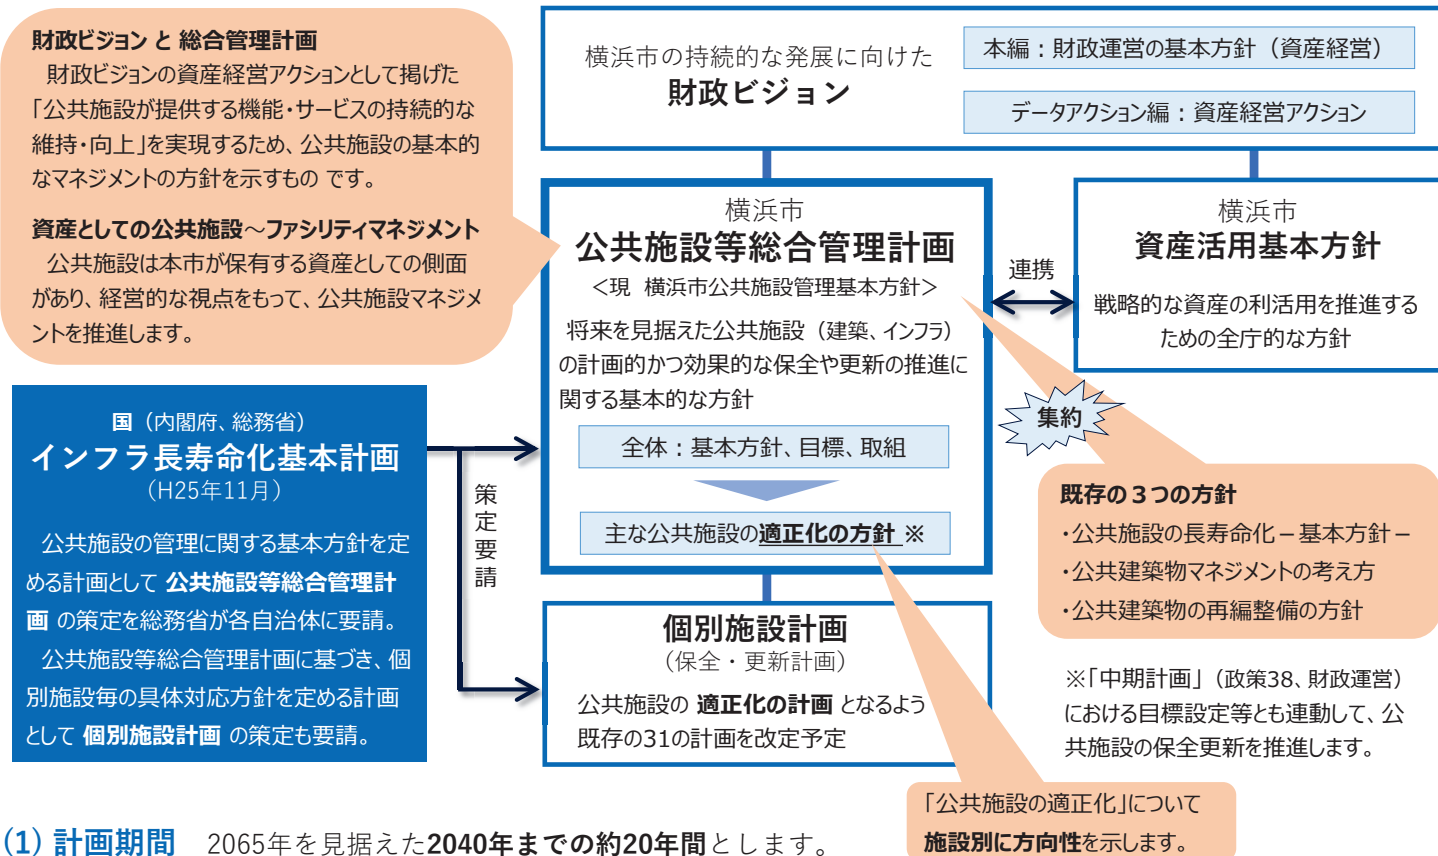 財政ビジョン と 総合管理計画
財政ビジョンの資産経営アクションとして掲げた
「公共施設が提供する機能・サービスの持続的な
維持・向上」を実現するため、公共施設の基本的
なマネジメントの方針を示すもの です。
資産としての公共施設～ファシリティマネジメント
公共施設は本市が保有する資産としての側面
があり、経営的な視点をもって、公共施設マネジメ
ントを推進します。
横浜市の持続的な発展に向けた
財政ビジョン
本編：財政運営の基本方針（資産経営）
データアクション編：資産経営アクション
横浜市
公共施設等総合管理計画
＜現 横浜市公共施設管理基本方針＞
将来を見据えた公共施設（建築、インフラ）
の計画的かつ効果的な保全や更新の推進に
関する基本的な方針
全体：基本方針、目標、取組
主な公共施設の適正化の方針 ※
連携
横浜市
資産活用基本方針
戦略的な資産の利活用を推進する
ための全庁的な方針
集約
既存の３つの方針
・公共施設の長寿命化 – 基本方針 –
・公共建築物マネジメントの考え方
・公共建築物の再編整備の方針
国（内閣府、総務省）
インフラ長寿命化基本計画
（H25年11月）
公共施設の管理に関する基本方針を定
める計画として 公共施設等総合管理計
画 の策定を総務省が各自治体に要請。
公共施設等総合管理計画に基づき、個
別施設毎の具体対応方針を定める計画
として 個別施設計画 の策定も要請。
策定要請
個別施設計画
（保全・更新計画）
公共施設の 適正化の計画 となるよう
既存の31の計画を改定予定
※「中期計画」（政策38、財政運営）
における目標設定等とも連動して、公
共施設の保全更新を推進します。
「公共施設の適正化」について
施設別に方向性を示します。
(1) 計画期間 2065年を見据えた2040年までの約20年間とします。